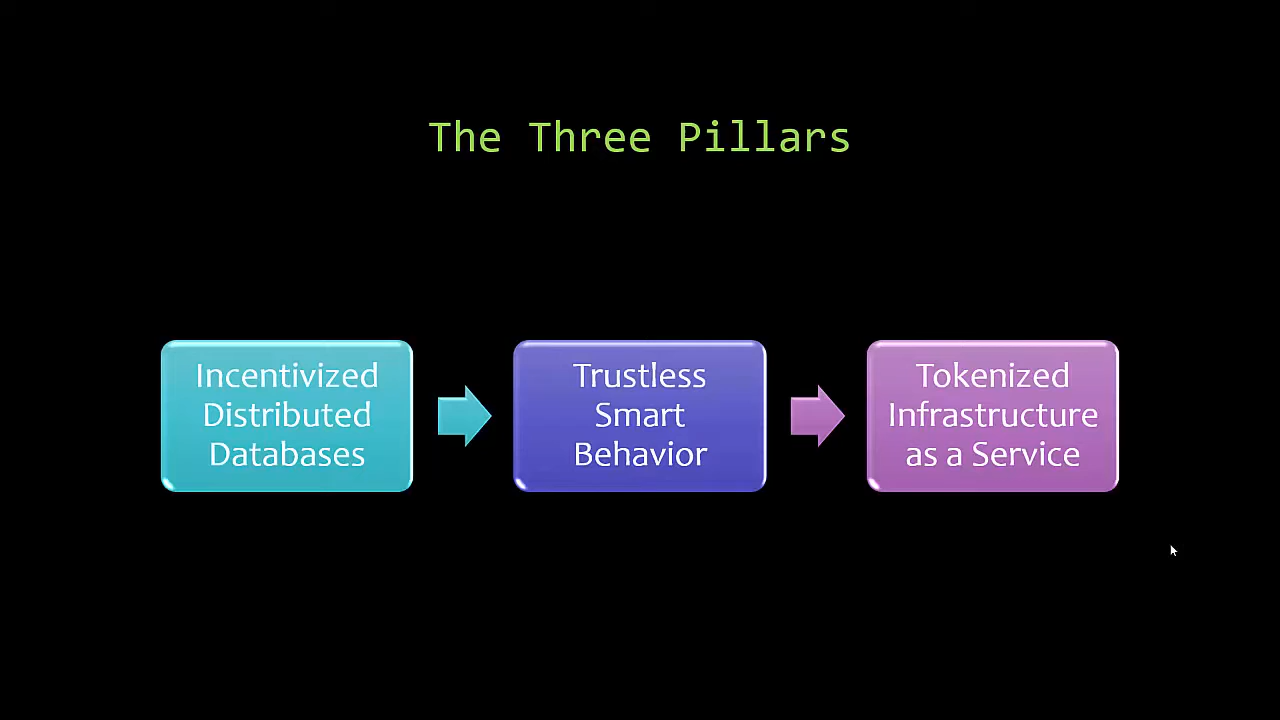 The Three Pillars
Incentivized
Distributed
Databases
Trustless
Smart
Behavior
Tokenized
Infrastructure
as a Service